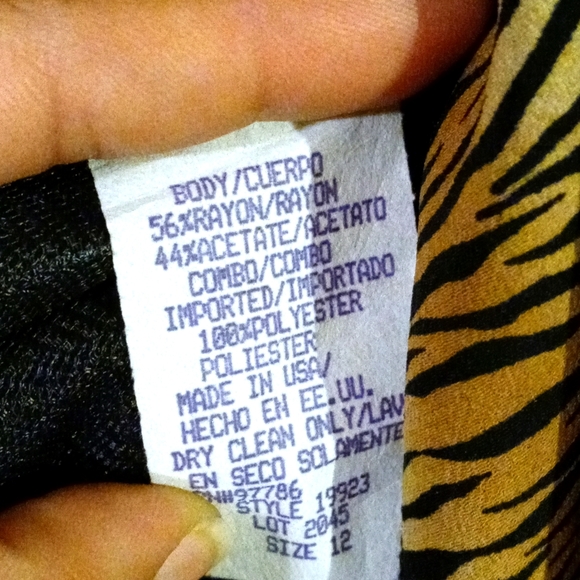 BODY/CUERPO
56%RAYON/RAYON
44%ACETATE/ACETATO
COMBO/COMBO
IMPORTED/IMPORTADO
100%POLYESTER
POLIESTER
MADE IN USA/
HECHO EN EE.UU.
DRY CLEAN ONLY/LAV
EN SECO SOLAMENTE
RN#97786
STYLE 19923
LOT 2045
SIZE 12